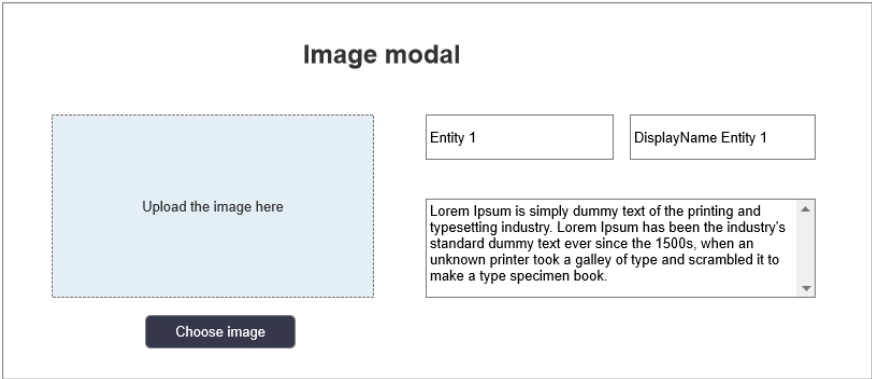 Image modal
Entity 1
DisplayName Entity 1
Upload the image here
Lorem Ipsum is simply dummy text of the printing and
typesetting industry. Lorem Ipsum has been the industry's
standard dummy text ever since the 1500s, when an
unknown printer took a galley of type and scrambled it to
make a type specimen book.
Choose image